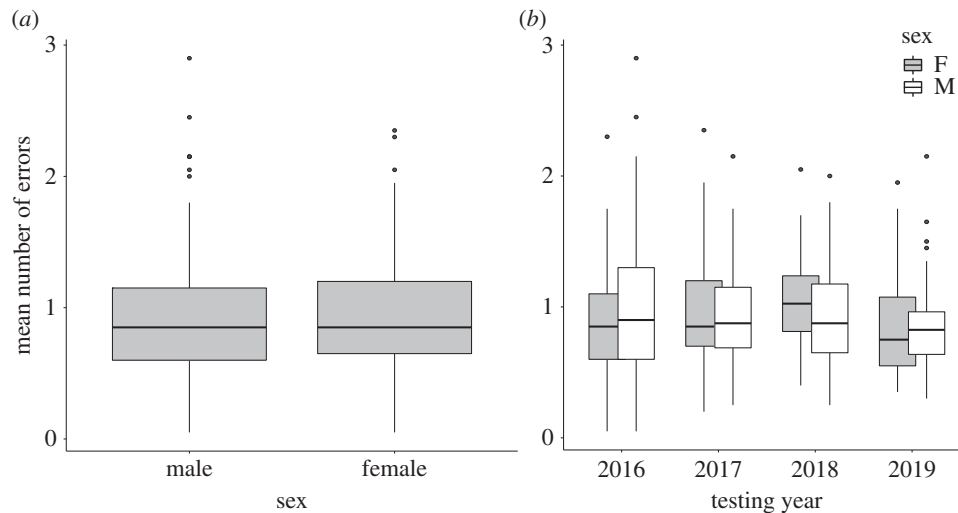 (a)
(b)
3
2
1
0
mean number of errors
male female
sex
3
2
1
0
sex
F
M
2016 2017 2018 2019
testing year